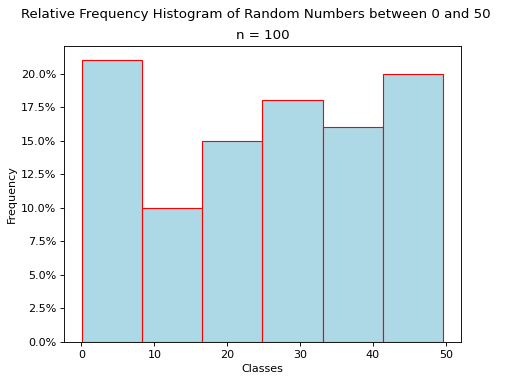 Relative Frequency Histogram of Random Numbers between 0 and 50
n = 100
20.0%
17.5%
15.0%
12.5%
10.0%
7.5%
5.0%
2.5%
0.0%
Frequency
0 10 20 30 40 50
Classes